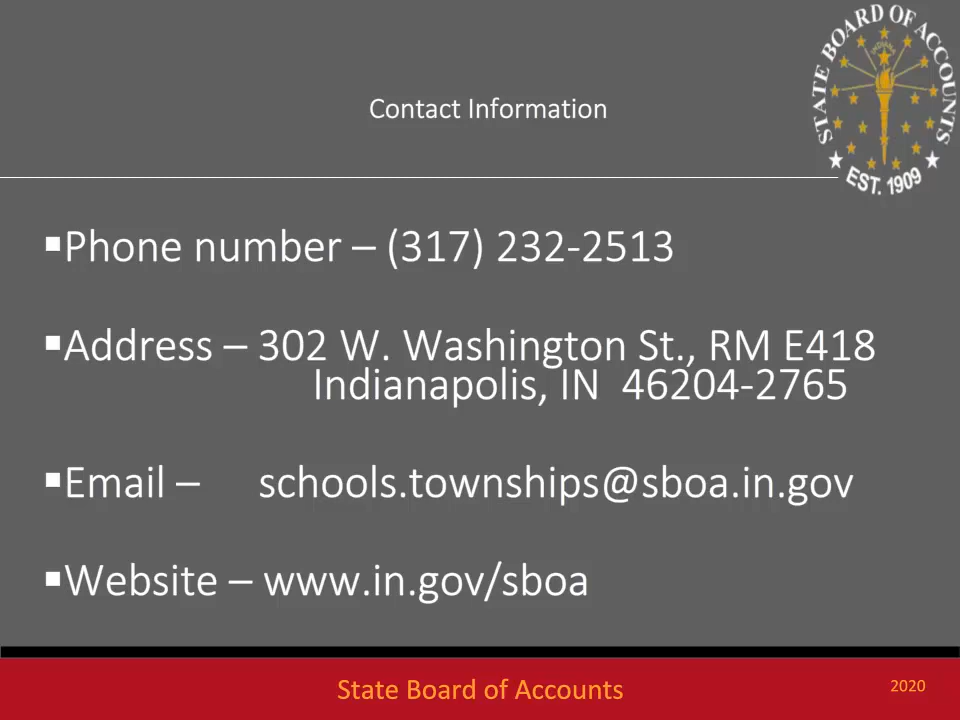 STATE BOARD OF ACCOUNTS
INDIANA
EST. 1909
Contact Information
▪Phone number – (317) 232-2513
▪Address – 302 W. Washington St., RM E418
Indianapolis, IN 46204-2765
▪Email – schools.townships@sboa.in.gov
▪Website – www.in.gov/sboa
State Board of Accounts
2020